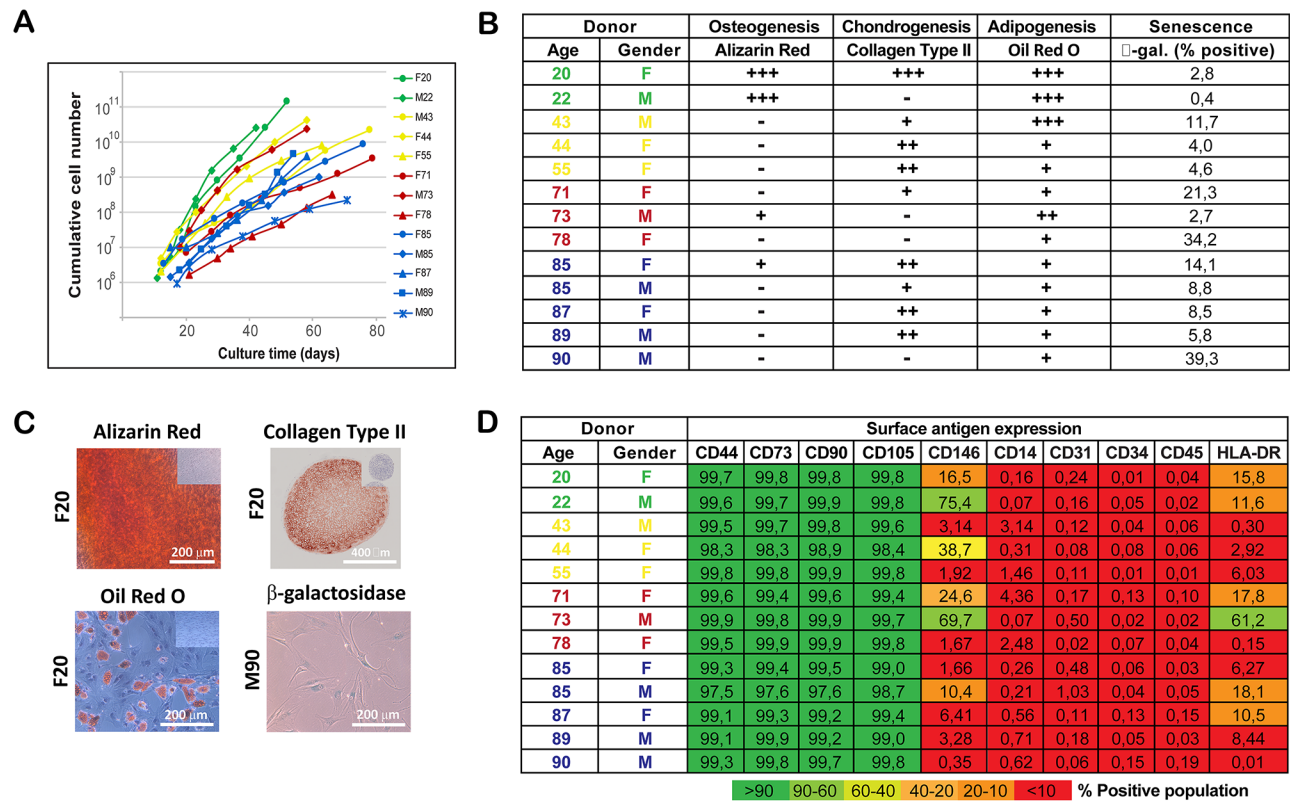 A
Cumulative cell number
10^11
10^10
10^9
10^8
10^7
10^6
20 40 60 80
Culture time (days)
F20
M22
M43
F44
F55
F71
M73
F78
F85
M85
F87
M89
M90
B
Donor Osteogenesis Chondrogenesis Adipogenesis Senescence
Age Gender Alizarin Red Collagen Type II Oil Red O □-gal. (% positive)
20 F +++ +++ +++ 2,8
22 M +++ - +++ 0,4
43 M - + +++ 11,7
44 F - ++ + 4,0
55 F - ++ + 4,6
71 F - + + 21,3
73 M + - ++ 2,7
78 F - - + 34,2
85 F + ++ + 14,1
85 M - + + 8,8
87 F - ++ + 8,5
89 M - ++ + 5,8
90 M - - + 39,3
C
Alizarin Red
F20
200 µm
Collagen Type II
F20
400 □m
Oil Red O
F20
200 µm
β-galactosidase
M90
200 µm
D
Donor Surface antigen expression
Age Gender CD44 CD73 CD90 CD105 CD146 CD14 CD31 CD34 CD45 HLA-DR
20 F 99,7 99,8 99,8 99,8 16,5 0,16 0,24 0,01 0,04 15,8
22 M 99,6 99,7 99,9 99,8 75,4 0,07 0,16 0,05 0,02 11,6
43 M 99,5 99,7 99,8 99,6 3,14 3,14 0,12 0,04 0,06 0,30
44 F 98,3 98,3 98,9 98,4 38,7 0,31 0,08 0,08 0,06 2,92
55 F 99,8 99,8 99,9 99,8 1,92 1,46 0,11 0,01 0,01 6,03
71 F 99,6 99,4 99,6 99,8 24,6 4,36 0,17 0,13 0,10 17,8
73 M 99,9 99,8 99,9 99,7 69,7 0,07 0,50 0,02 0,02 61,2
78 F 99,5 99,9 99,9 99,8 1,67 2,48 0,02 0,02 0,04 0,15
85 F 99,3 99,4 99,5 99,0 1,66 0,26 0,48 0,06 0,03 6,27
85 M 97,5 97,6 97,6 98,7 10,4 0,21 1,03 0,04 0,05 18,1
87 F 99,1 99,3 99,2 99,4 6,41 0,56 0,11 0,13 0,15 10,5
89 M 99,1 99,9 99,2 99,0 3,28 0,71 0,18 0,05 0,03 8,44
90 M 99,3 99,8 99,7 99,8 0,35 0,62 0,06 0,15 0,19 0,01
>90 90-60 60-40 40-20 20-10 <10 % Positive population